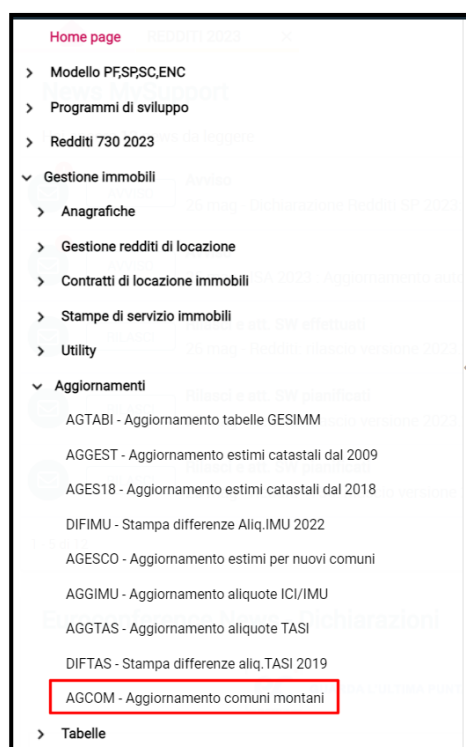 Home page
Modello PF,SP,SC,ENC
Programmi di sviluppo
Redditi 730 2023
Gestione immobili
Anagrafiche
Gestione redditi di locazione
Contratti di locazione immobili
Stampe di servizio immobili
Utility
Aggiornamenti
AGTABI - Aggiornamento tabelle GESIMM
AGGEST - Aggiornamento estimi catastali dal 2009
AGES18 - Aggiornamento estimi catastali dal 2018
DIFIMU - Stampa differenze Aliq.IMU 2022
AGESCO - Aggiornamento estimi per nuovi comuni
AGGIMU - Aggiornamento aliquote ICI/IMU
AGGTAS - Aggiornamento aliquote TASI
DIFTAS - Stampa differenze aliq.TASI 2019
AGCOM - Aggiornamento comuni montani
Tabelle